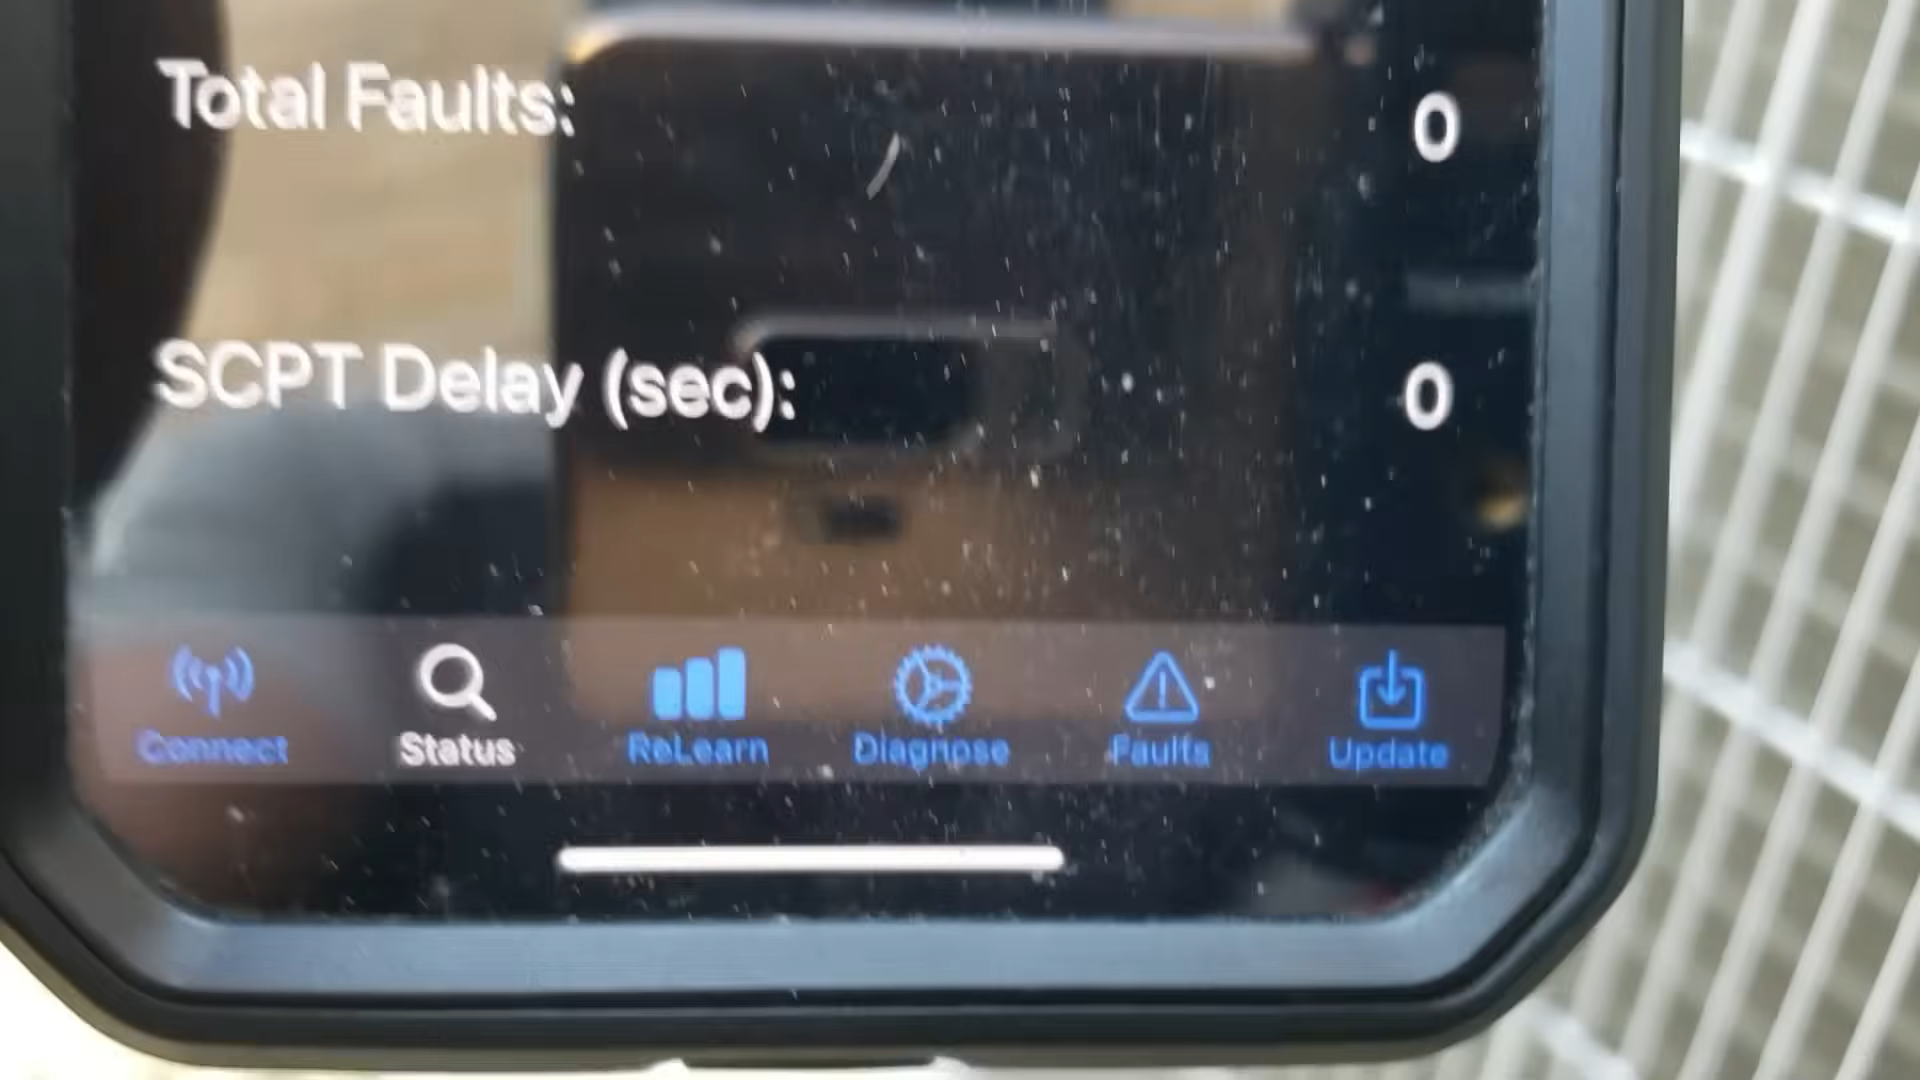 Total Faults: 0
SCPT Delay (sec): 0
Connect Status ReLearn Diagnose Faults Update